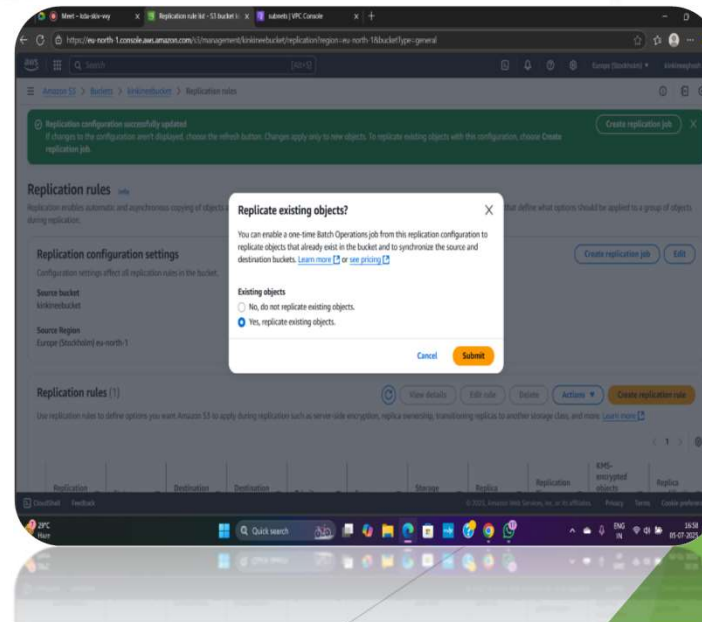 Meet - kda-skiv-vvy
Replication rule list - S3 bucket k
subnets | VPC Console
https://eu-north-1.console.aws.amazon.com/s3/management/kinkineebucket/replication?region=eu-north-1&bucketType=general
aws
Search
[Alt+S]
Europe (Stockholm)
Amazon S3 > Buckets > kinkineebucket > Replication rules
Replication configuration successfully updated
If changes to the configuration aren't displayed, choose the refresh button. Changes apply only to new objects. To replicate existing objects with this configuration, choose Create
replication job.
Create replication job
Replication rules Info
Replication enables automatic and asynchronous copying of objects
that define what options should be applied to a group of objects
during replication.
Replicate existing objects?
You can enable a one-time Batch Operations job from this replication configuration to
replicate objects that already exist in the bucket and to synchronize the source and
destination buckets. Learn more or see pricing
Existing objects
No, do not replicate existing objects.
Yes, replicate existing objects.
Cancel
Submit
Replication configuration settings
Configuration settings affect all replication rules in the bucket.
Create replication job
Edit
Source bucket
kinkineebucket
Source Region
Europe (Stockholm) eu-north-1
Replication rules (1)
View details
Edit rule
Delete
Actions
Create replication rule
Use replication rules to define options you want Amazon S3 to apply during replication such as server-side encryption, replica ownership, transitioning replicas to another storage class, and more. Learn more
1
Replication
Destination
Destination
Storage
Replica
Replication
KMS-
encrypted
objects
Replica
CloudShell
Feedback
© 2025, Amazon Web Services, Inc. or its affiliates.
Privacy
Terms
Cookie preferences
29°C
Haze
Quick search
ENG
IN
16:58
05-07-2025